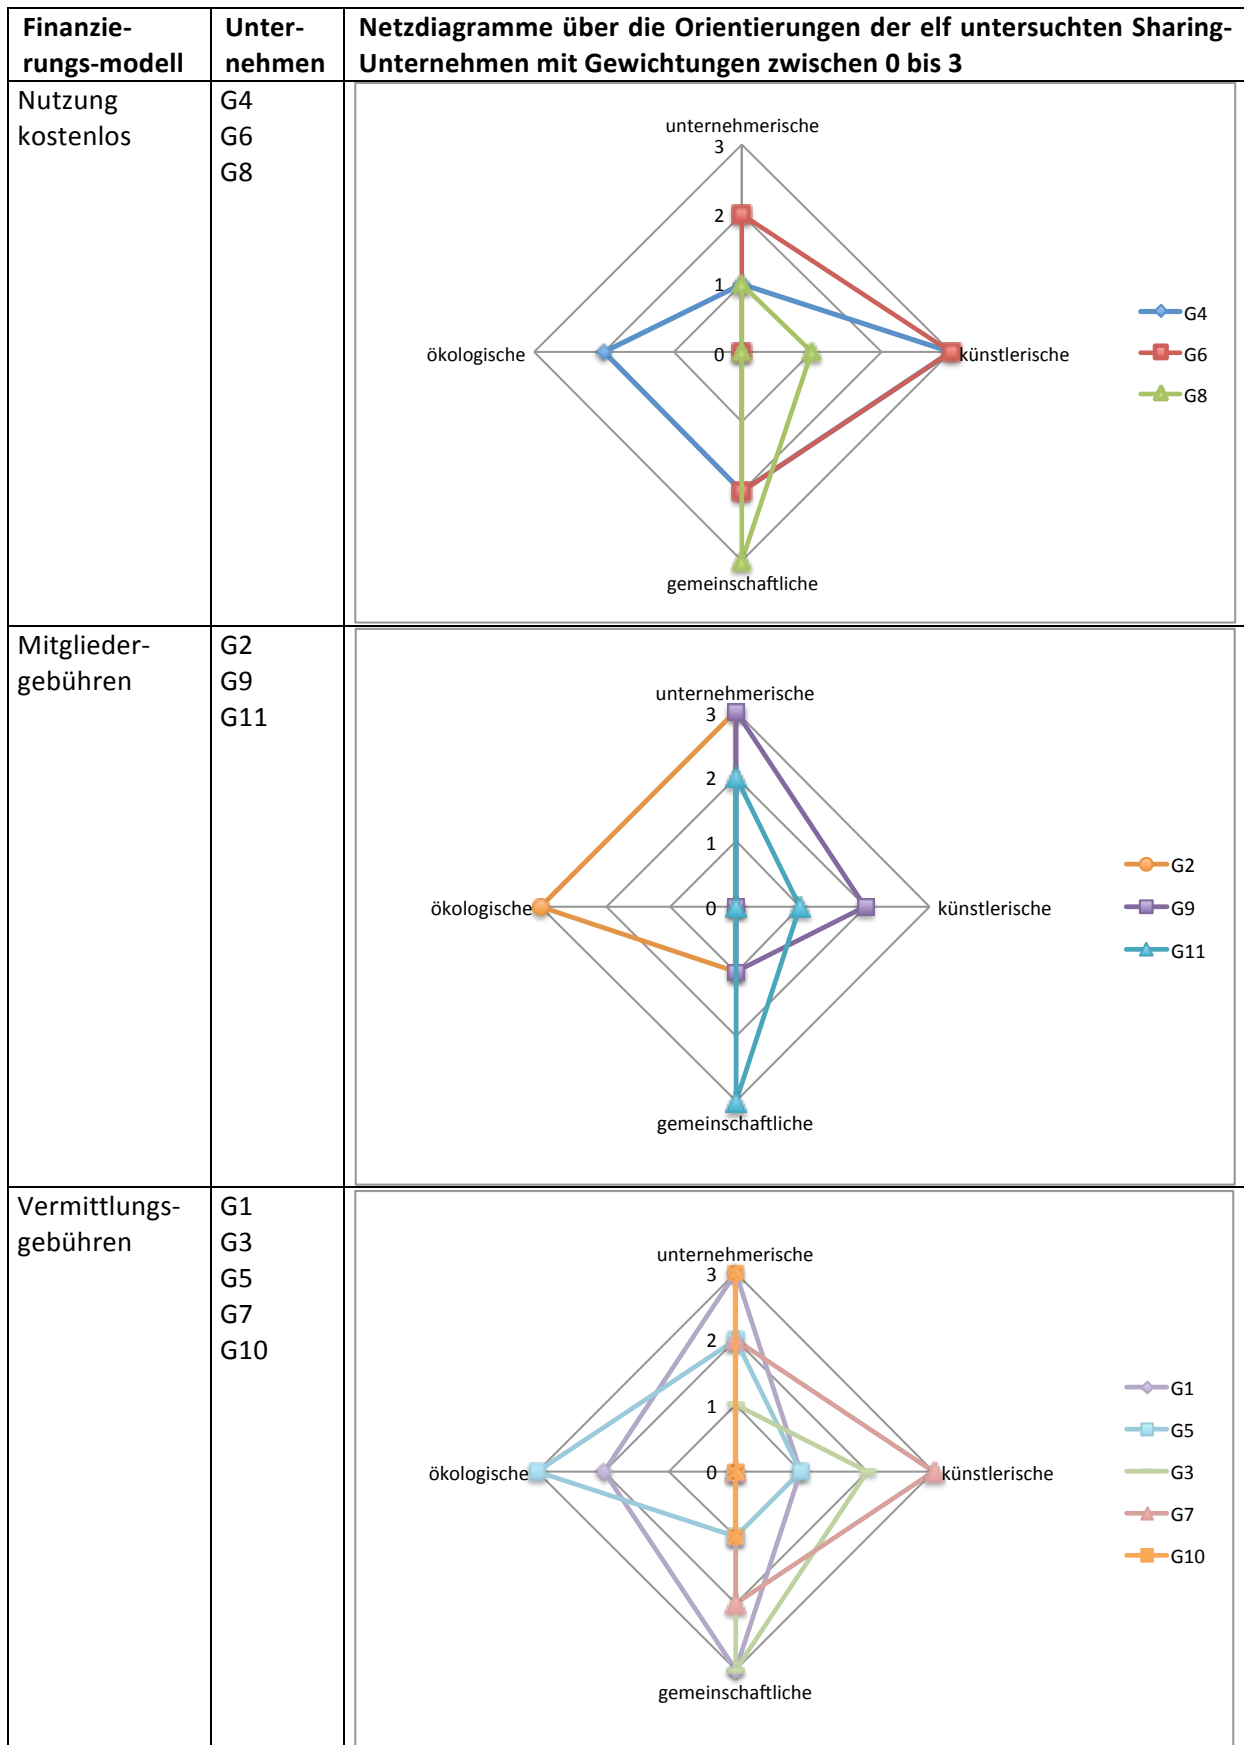 Finanzie-
rungs-modell
Unter-
nehmen
Netzdiagramme über die Orientierungen der elf untersuchten Sharing-
Unternehmen mit Gewichtungen zwischen 0 bis 3
Nutzung
kostenlos
G4
G6
G8
unternehmerische
3
2
1
0
ökologische
künstlerische
gemeinschaftliche
G4
G6
G8
Mitglieder-
gebühren
G2
G9
G11
unternehmerische
3
2
1
0
ökologische
künstlerische
gemeinschaftliche
G2
G9
G11
Vermittlungs-
gebühren
G1
G3
G5
G7
G10
unternehmerische
3
2
1
0
ökologische
künstlerische
gemeinschaftliche
G1
G5
G3
G7
G10